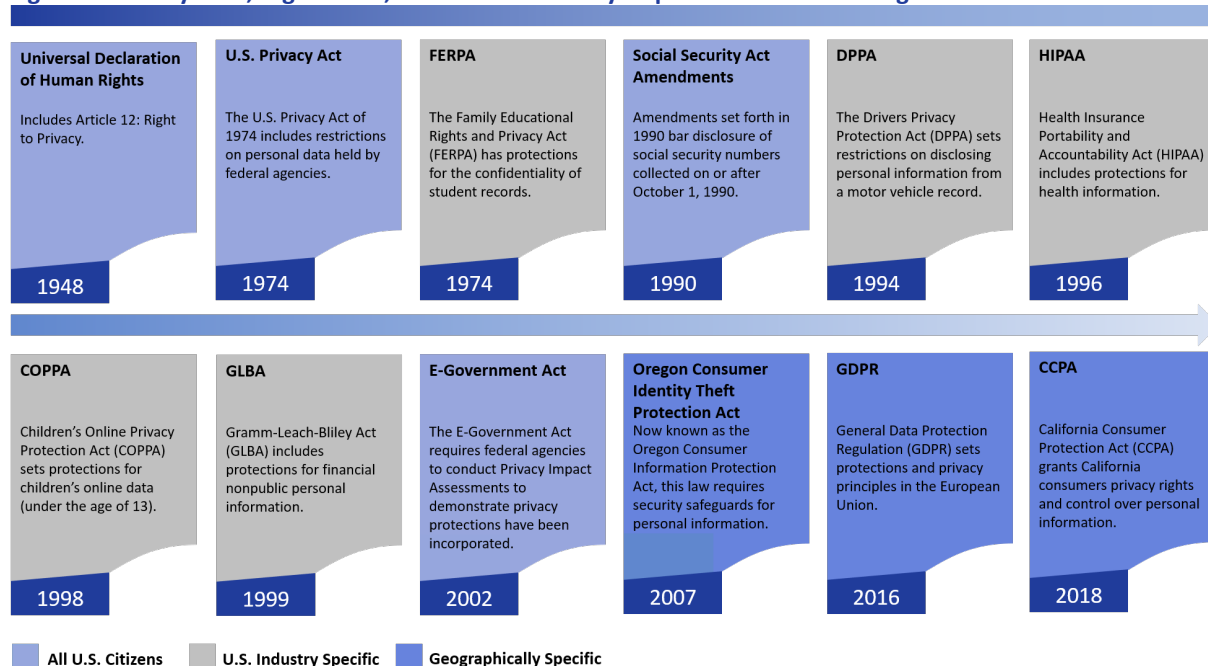 Universal Declaration
of Human Rights
Includes Article 12: Right
to Privacy.
1948
U.S. Privacy Act
The U.S. Privacy Act of
1974 includes restrictions
on personal data held by
federal agencies.
1974
FERPA
The Family Educational
Rights and Privacy Act
(FERPA) has protections
for the confidentiality of
student records.
1974
Social Security Act
Amendments
Amendments set forth in
1990 bar disclosure of
social security numbers
collected on or after
October 1, 1990.
1990
DPPA
The Drivers Privacy
Protection Act (DPPA) sets
restrictions on disclosing
personal information from
a motor vehicle record.
1994
HIPAA
Health Insurance
Portability and
Accountability Act (HIPAA)
includes protections for
health information.
1996
COPPA
Children’s Online Privacy
Protection Act (COPPA)
sets protections for
children’s online data
(under the age of 13).
1998
GLBA
Gramm-Leach-Bliley Act
(GLBA) includes
protections for financial
nonpublic personal
information.
1999
E-Government Act
The E-Government Act
requires federal agencies
to conduct Privacy Impact
Assessments to
demonstrate privacy
protections have been
incorporated.
2002
Oregon Consumer
Identity Theft
Protection Act
Now known as the
Oregon Consumer
Information Protection
Act, this law requires
security safeguards for
personal information.
2007
GDPR
General Data Protection
Regulation (GDPR) sets
protections and privacy
principles in the European
Union.
2016
CCPA
California Consumer
Protection Act (CCPA)
grants California
consumers privacy rights
and control over personal
information.
2018
All U.S. Citizens
U.S. Industry Specific
Geographically Specific